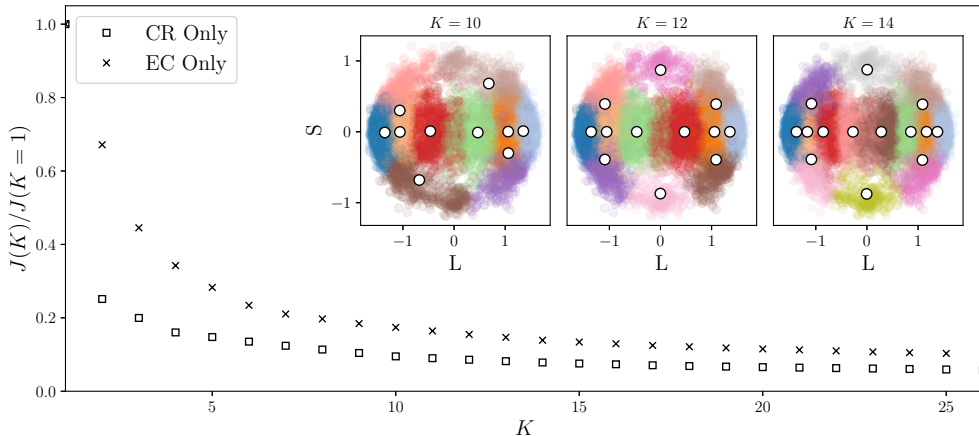 K = 10
K = 12
K = 14
CR Only
EC Only
1.0
0.8
0.6
0.4
0.2
0.0
J(K)/J(K = 1)
1
0
−1
S
−1 0 1
−1 0 1
−1 0 1
L
L
L
5 10 15 20 25
K